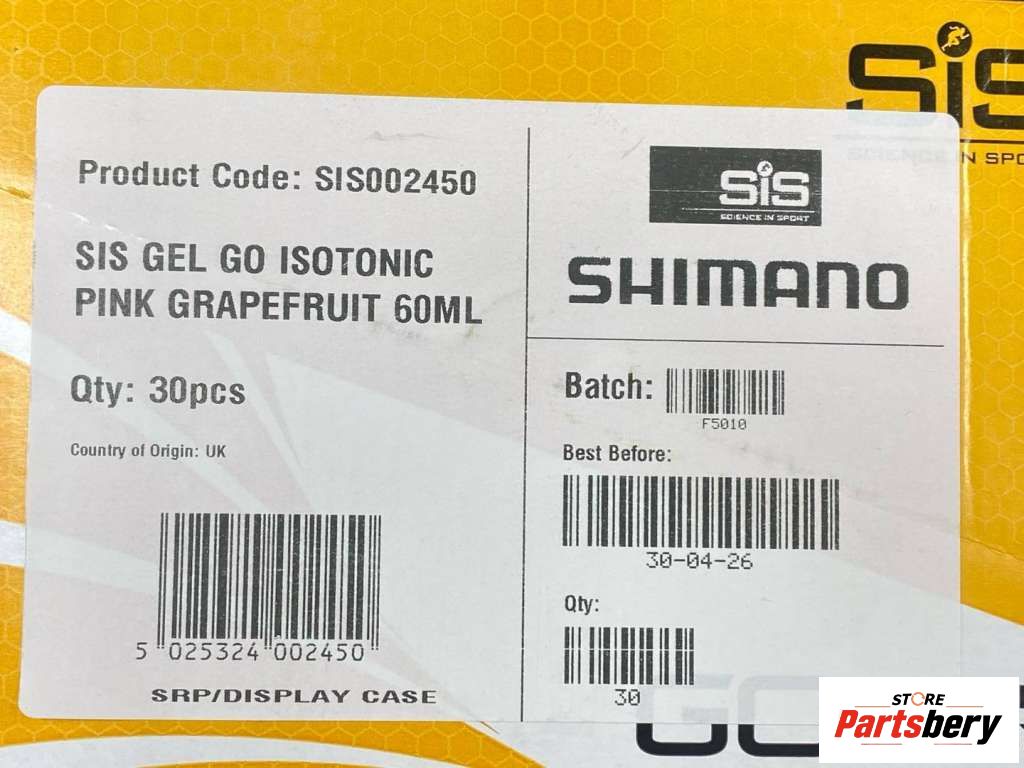 SiS
SCIENCE IN SPO
Product Code: SIS002450
SIS GEL GO ISOTONIC
PINK GRAPEFRUIT 60ML
Qty: 30pcs
Country of Origin: UK
5 025324 002450
SRP/DISPLAY CASE
SiS
SCIENCE IN SPORT
SHIMANO
Batch:
F5010
Best Before:
30-04-26
Qty:
30
GO
STORE
Partsbery